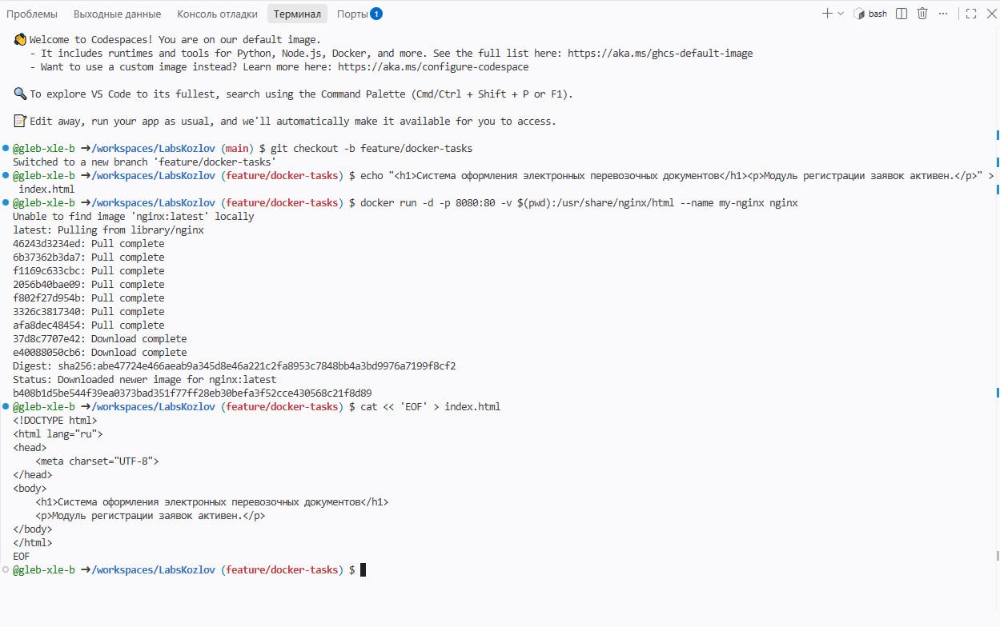 Проблемы Выходные данные Консоль отладки Терминал Порты 1 bash
Welcome to Codespaces! You are on our default image.
- It includes runtimes and tools for Python, Node.js, Docker, and more. See the full list here: https://aka.ms/ghcs-default-image
- Want to use a custom image instead? Learn more here: https://aka.ms/configure-codespace
To explore VS Code to its fullest, search using the Command Palette (Cmd/Ctrl + Shift + P or F1).
Edit away, run your app as usual, and we'll automatically make it available for you to access.
@gleb-xle-b ➜/workspaces/LabsKozlov (main) $ git checkout -b feature/docker-tasks
Switched to a new branch 'feature/docker-tasks'
@gleb-xle-b ➜/workspaces/LabsKozlov (feature/docker-tasks) $ echo "<h1>Система оформления электронных перевозочных документов</h1><p>Модуль регистрации заявок активен.</p>" >
index.html
@gleb-xle-b ➜/workspaces/LabsKozlov (feature/docker-tasks) $ docker run -d -p 8080:80 -v $(pwd):/usr/share/nginx/html --name my-nginx nginx
Unable to find image 'nginx:latest' locally
latest: Pulling from library/nginx
46243d3234ed: Pull complete
6b37362b3da7: Pull complete
f1169c633cbc: Pull complete
2056b40bae09: Pull complete
f802f27d954b: Pull complete
3326c3817340: Pull complete
afa8dec48454: Pull complete
37d8c7707e42: Download complete
e40088050cb6: Download complete
Digest: sha256:abe47724e466aeab9a345d8e46a221c2fa8953c7848bb4a3bd9976a7199f8cf2
Status: Downloaded newer image for nginx:latest
b408b1d5be544f39ea0373bad351f77ff28eb30befa3f52cce430568c21f8d89
@gleb-xle-b ➜/workspaces/LabsKozlov (feature/docker-tasks) $ cat << 'EOF' > index.html
<!DOCTYPE html>
<html lang="ru">
<head>
    <meta charset="UTF-8">
</head>
<body>
    <h1>Система оформления электронных перевозочных документов</h1>
    <p>Модуль регистрации заявок активен.</p>
</body>
</html>
EOF
@gleb-xle-b ➜/workspaces/LabsKozlov (feature/docker-tasks) $